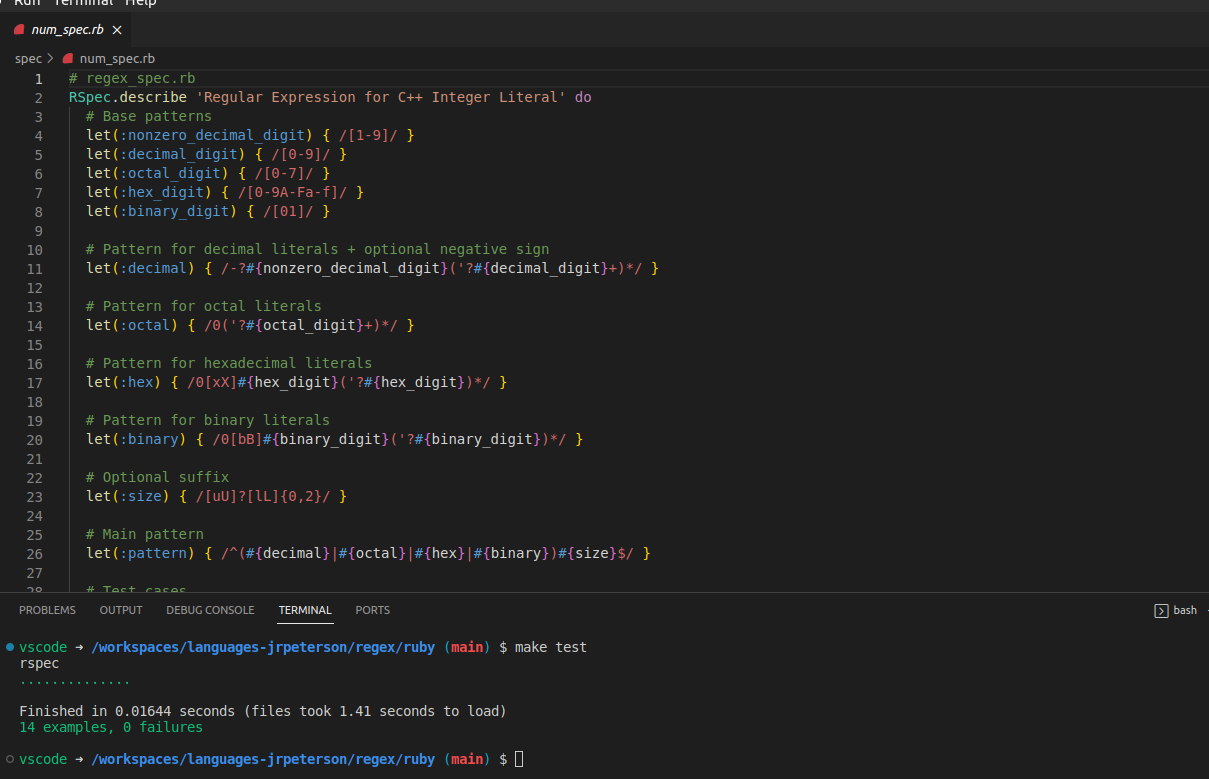 Run Terminal Help
num_spec.rb ×
spec > num_spec.rb
1 # regex_spec.rb
2 RSpec.describe 'Regular Expression for C++ Integer Literal' do
3 # Base patterns
4 let(:nonzero_decimal_digit) { /[1-9]/ }
5 let(:decimal_digit) { /[0-9]/ }
6 let(:octal_digit) { /[0-7]/ }
7 let(:hex_digit) { /[0-9A-Fa-f]/ }
8 let(:binary_digit) { /[01]/ }
9
10 # Pattern for decimal literals + optional negative sign
11 let(:decimal) { /-?#{nonzero_decimal_digit}('?#{decimal_digit}+)*/ }
12
13 # Pattern for octal literals
14 let(:octal) { /0('?#{octal_digit}+)*/ }
15
16 # Pattern for hexadecimal literals
17 let(:hex) { /0[xX]#{hex_digit}('?#{hex_digit})*/ }
18
19 # Pattern for binary literals
20 let(:binary) { /0[bB]#{binary_digit}('?#{binary_digit})*/ }
21
22 # Optional suffix
23 let(:size) { /[uU]?[lL]{0,2}/ }
24
25 # Main pattern
26 let(:pattern) { /^(#{decimal}|#{octal}|#{hex}|#{binary})#{size}$/ }
27
28 # Test cases
PROBLEMS OUTPUT DEBUG CONSOLE TERMINAL PORTS bash
vscode ➜ /workspaces/languages-jrpeterson/regex/ruby (main) $ make test
rspec
..............
Finished in 0.01644 seconds (files took 1.41 seconds to load)
14 examples, 0 failures
vscode ➜ /workspaces/languages-jrpeterson/regex/ruby (main) $